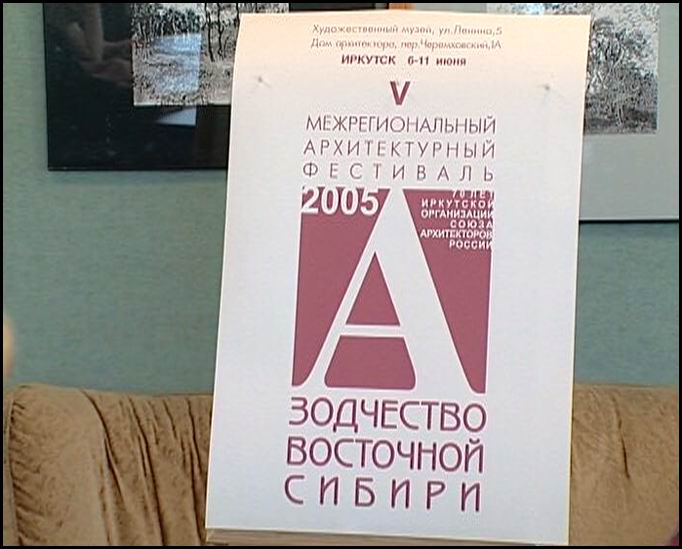 Художественный музей, ул.Ленина,5
Дом архитектора, пер.Черемховский,1А
ИРКУТСК 6-11 июня
V
МЕЖРЕГИОНАЛЬНЫЙ
АРХИТЕКТУРНЫЙ
ФЕСТИВАЛЬ
2005
70 ЛЕТ
ИРКУТСКОЙ
ОРГАНИЗАЦИИ
СОЮЗА
АРХИТЕКТОРОВ
РОССИИ
А
ЗОДЧЕСТВО
ВОСТОЧНОЙ
СИБИРИ